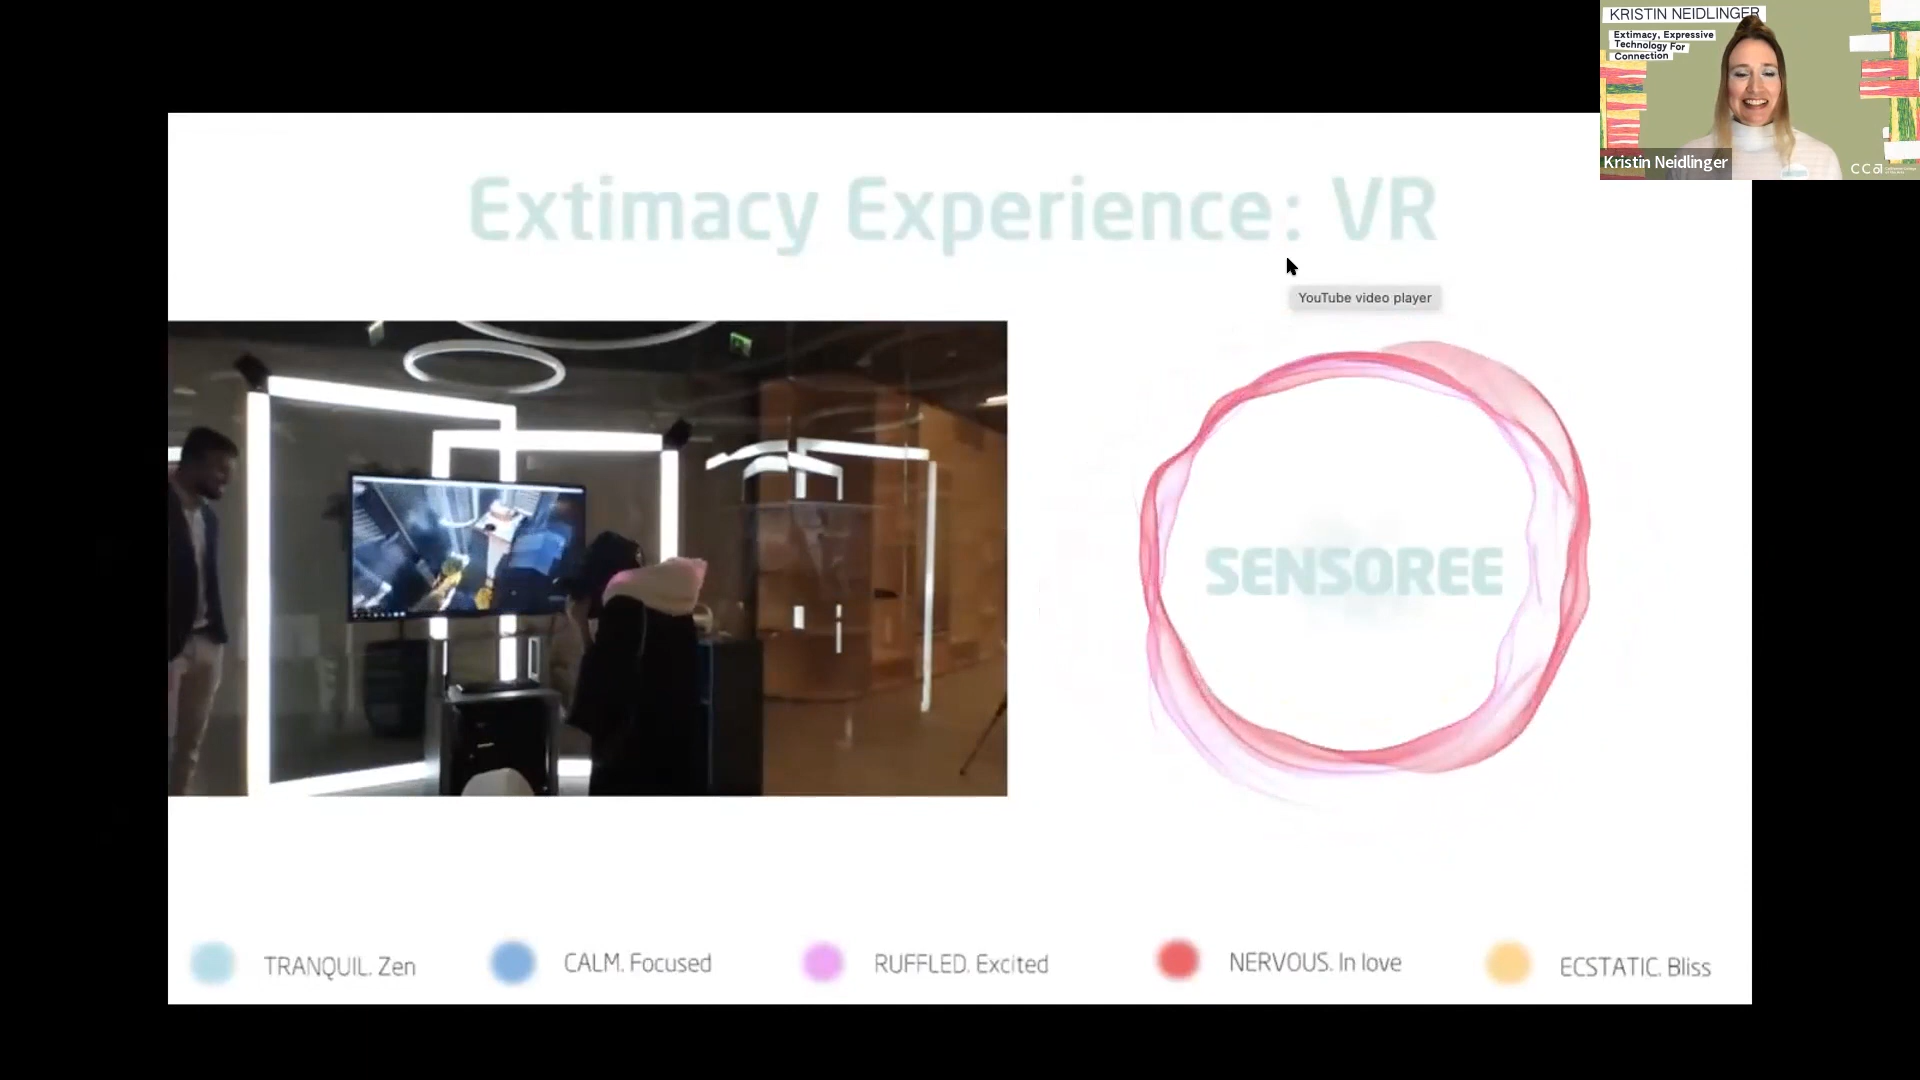 KRISTIN NEIDLINGER
Extimacy, Expressive
Technology For
Connection
Kristin Neidlinger
CCA
Extimacy Experience: VR
YouTube video player
SENSOREE
TRANQUIL. Zen
CALM. Focused
RUFFLED. Excited
NERVOUS. In love
ECSTATIC. Bliss